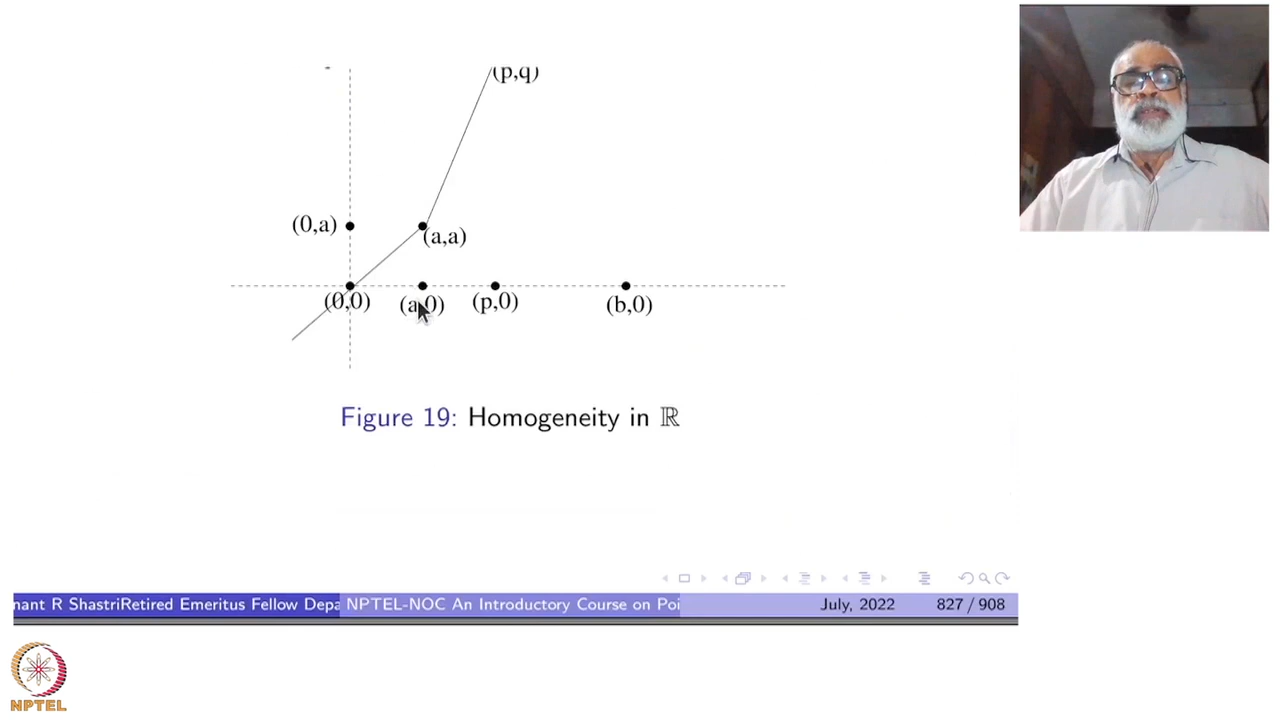 (p,q)
(0,a)
(a,a)
(0,0) (a,0) (p,0) (b,0)
Figure 19: Homogeneity in ℝ
nant R ShastriRetired Emeritus Fellow Depa NPTEL-NOC An Introductory Course on Poi July, 2022 827 / 908
NPTEL